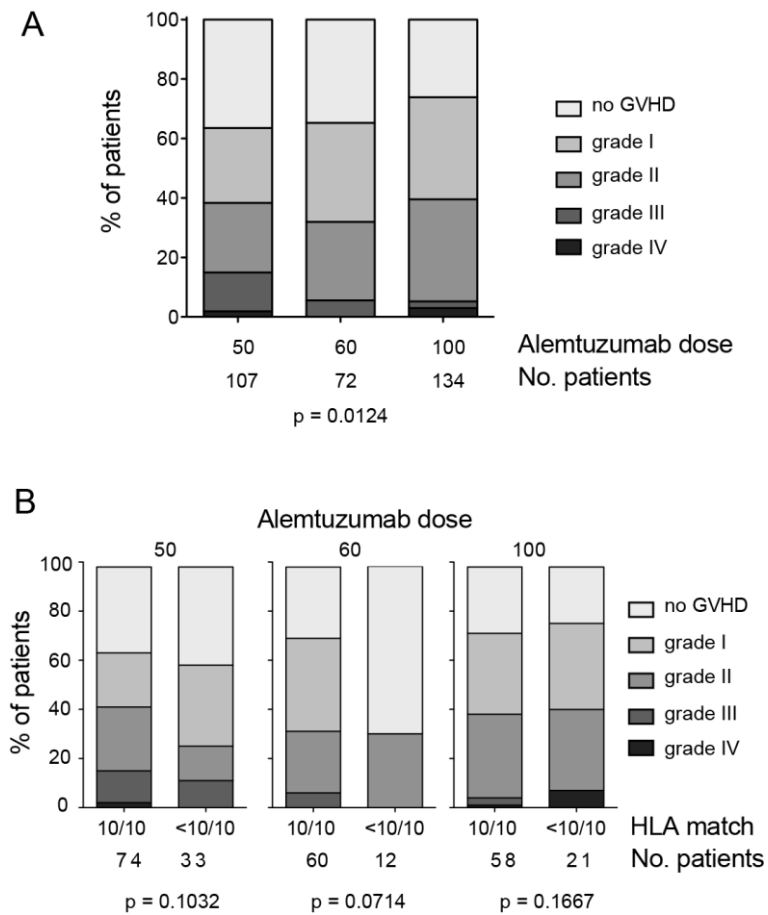 A
100
80
60
40
20
0
% of patients
no GVHD
grade I
grade II
grade III
grade IV
50 60 100 Alemtuzumab dose
107 72 134 No. patients
p = 0.0124
B
Alemtuzumab dose
50 60 100
100
80
60
40
20
0
% of patients
no GVHD
grade I
grade II
grade III
grade IV
10/10 <10/10 10/10 <10/10 10/10 <10/10 HLA match
74 33 60 12 58 21 No. patients
p = 0.1032 p = 0.0714 p = 0.1667